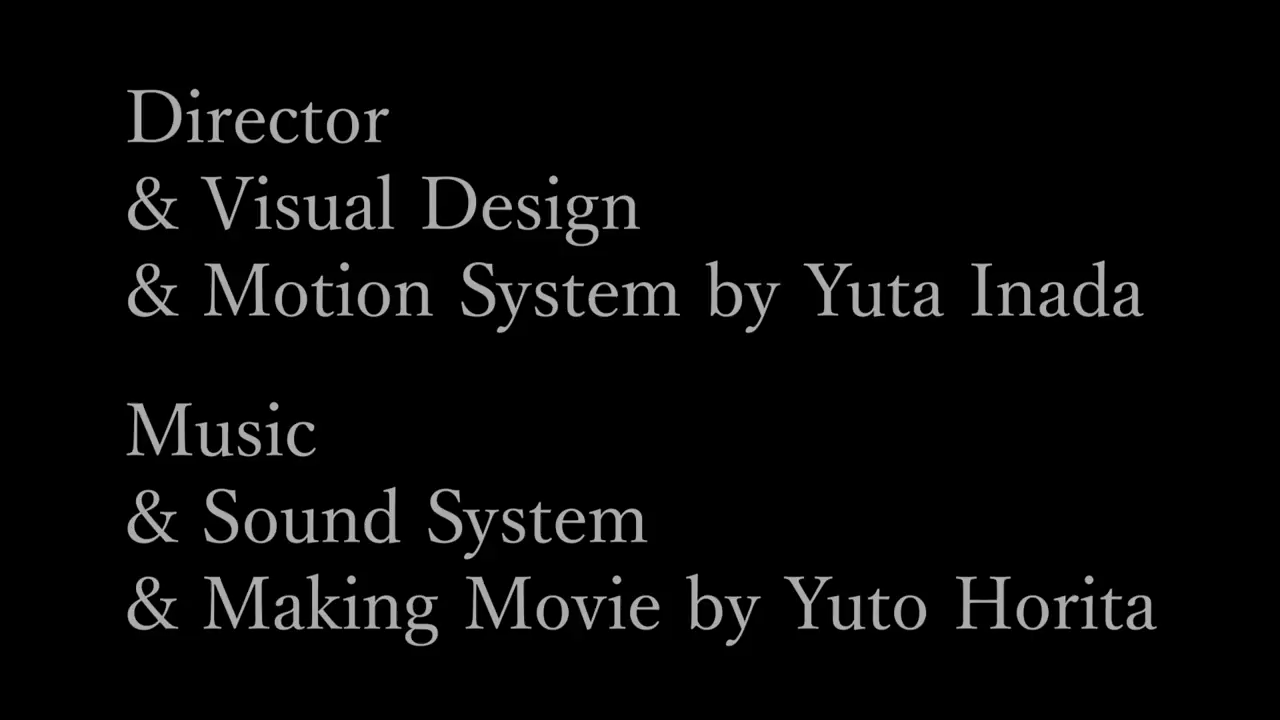 Director
& Visual Design
& Motion System by Yuta Inada
Music
& Sound System
& Making Movie by Yuto Horita